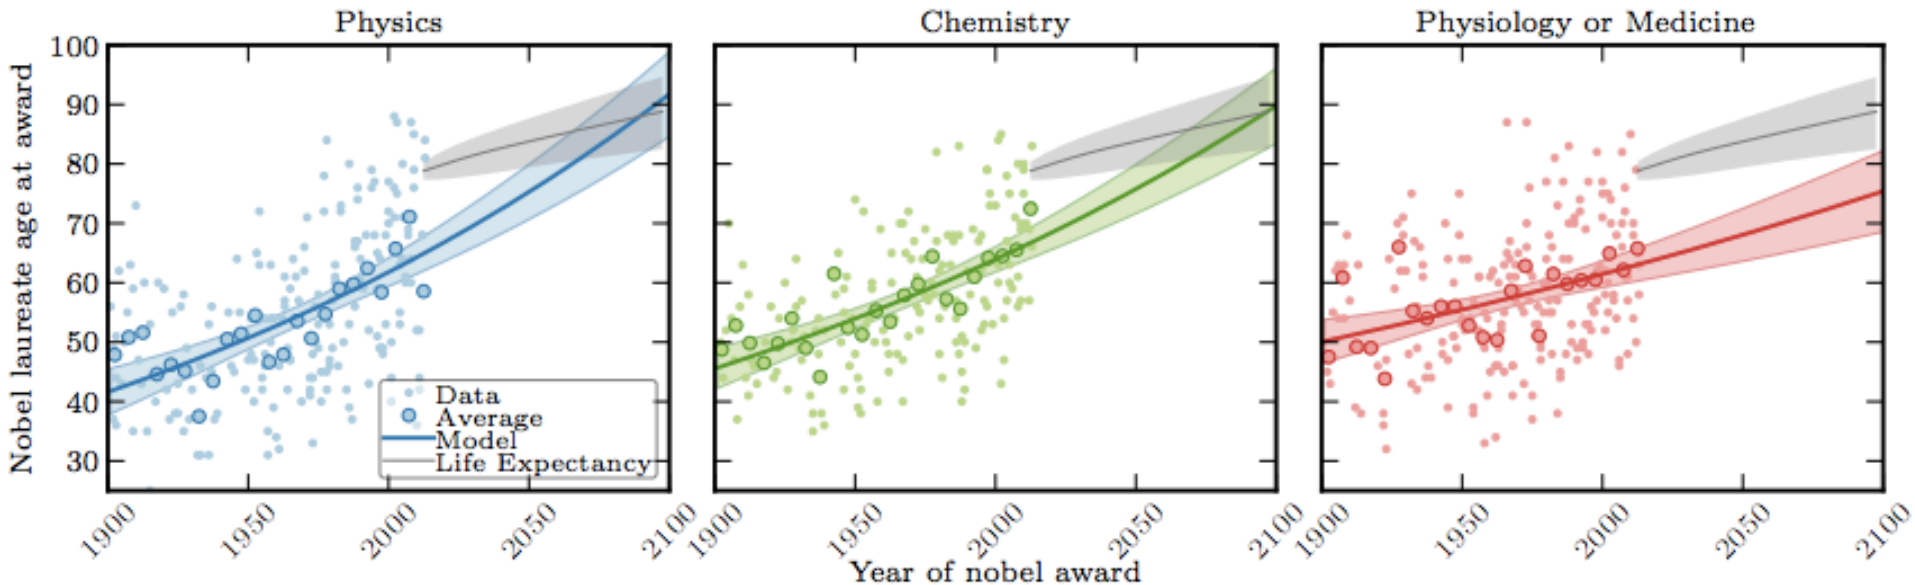 Physics
Chemistry
Physiology or Medicine
Nobel laureate age at award
100
90
80
70
60
50
40
30
Data
Average
Model
Life Expectancy
1900
1950
2000
2050
2100
1900
1950
2000
2050
2100
1900
1950
2000
2050
2100
Year of nobel award